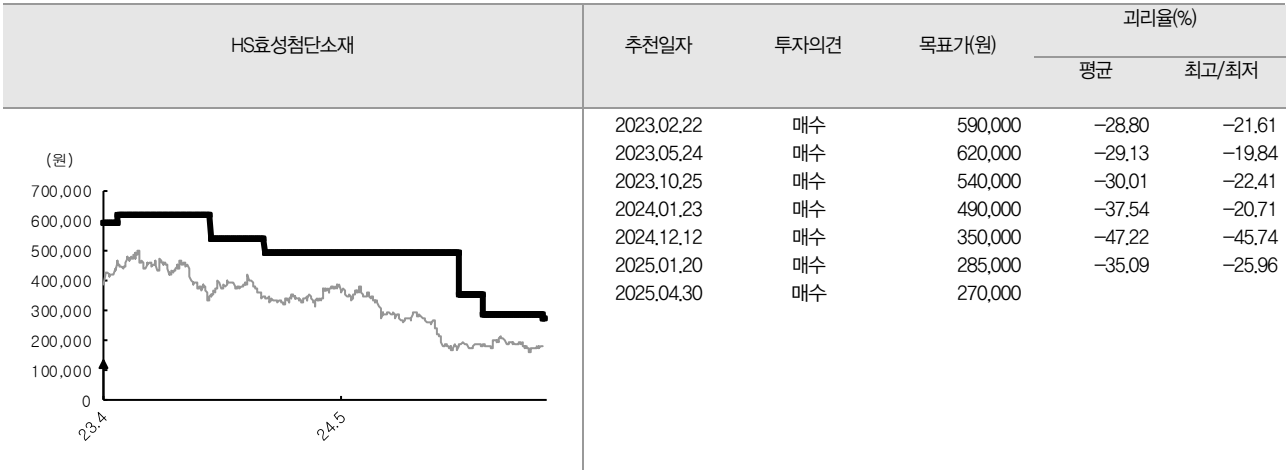 HS효성첨단소재 추천일자 투자의견 목표가(원) 괴리율(%)
평균 최고/최저
2023.02.22 매수 590,000 -28.80 -21.61
2023.05.24 매수 620,000 -29.13 -19.84
2023.10.25 매수 540,000 -30.01 -22.41
2024.01.23 매수 490,000 -37.54 -20.71
2024.12.12 매수 350,000 -47.22 -45.74
2025.01.20 매수 285,000 -35.09 -25.96
2025.04.30 매수 270,000
(원)
700,000
600,000
500,000
400,000
300,000
200,000
100,000
0
23.4 24.5